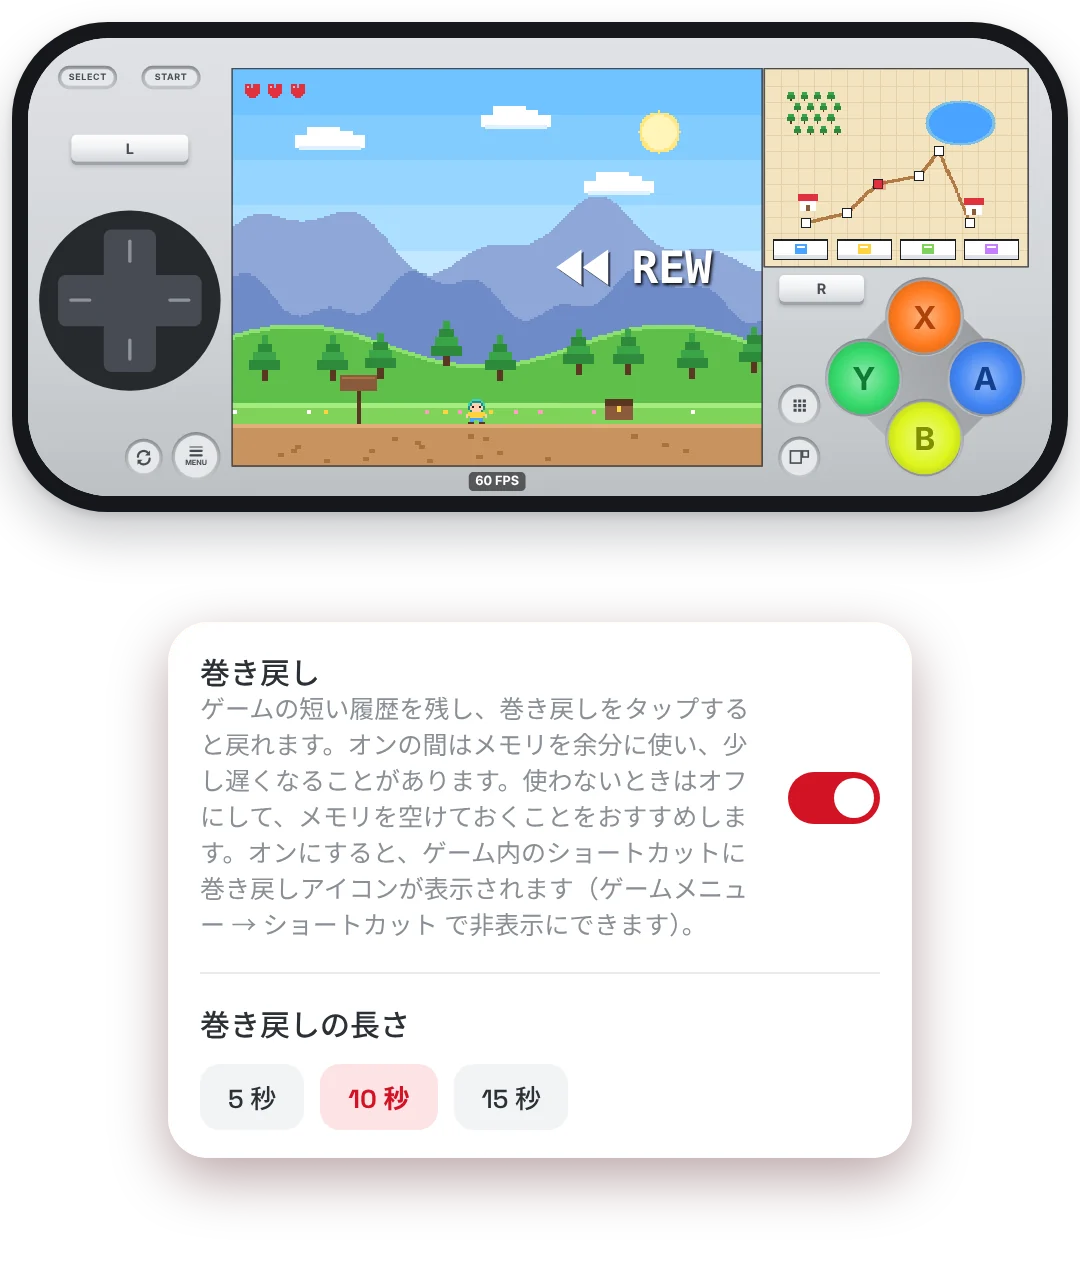 SELECT
START
L
REW
R
X
Y
A
B
MENU
60 FPS
巻き戻し
ゲームの短い履歴を残し、巻き戻しをタップする
と戻れます。オンの間はメモリを余分に使い、少
し遅くなることがあります。使わないときはオフ
にして、メモリを空けておくことをおすすめしま
す。オンにすると、ゲーム内のショートカットに
巻き戻しアイコンが表示されます（ゲームメニュ
ー → ショートカット で非表示にできます）。
巻き戻しの長さ
5 秒
10 秒
15 秒